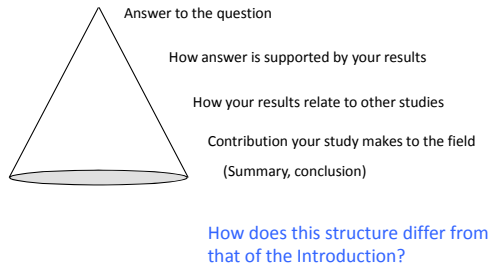 Answer to the question
How answer is supported by your results
How your results relate to other studies
Contribution your study makes to the field
(Summary, conclusion)
How does this structure differ from
that of the Introduction?